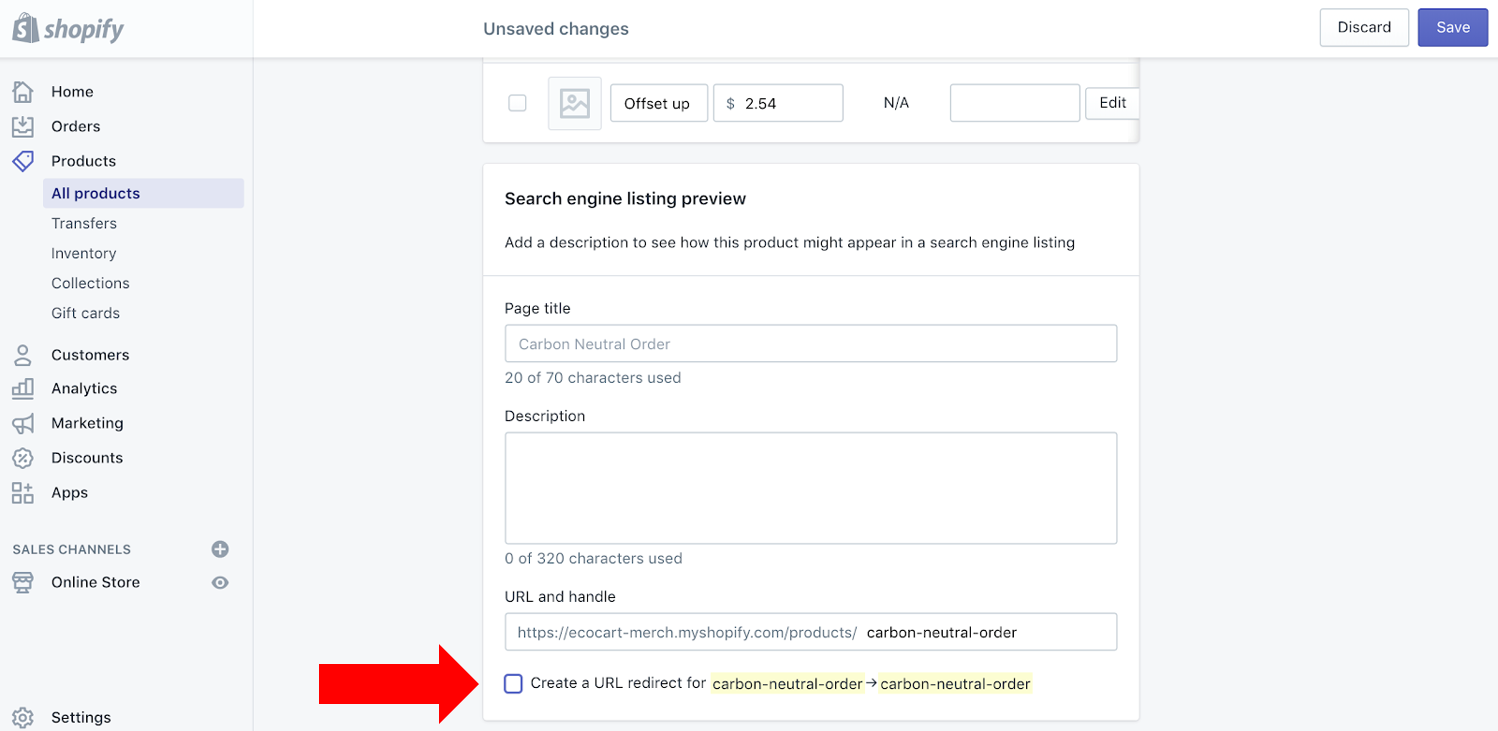 shopify
Unsaved changes
Discard
Save
Home
Orders
Products
All products
Transfers
Inventory
Collections
Gift cards
Customers
Analytics
Marketing
Discounts
Apps
SALES CHANNELS
Online Store
Settings
Offset up $ 2.54 N/A Edit
Search engine listing preview
Add a description to see how this product might appear in a search engine listing
Page title
Carbon Neutral Order
20 of 70 characters used
Description
0 of 320 characters used
URL and handle
https://ecocart-merch.myshopify.com/products/ carbon-neutral-order
Create a URL redirect for carbon-neutral-order → carbon-neutral-order